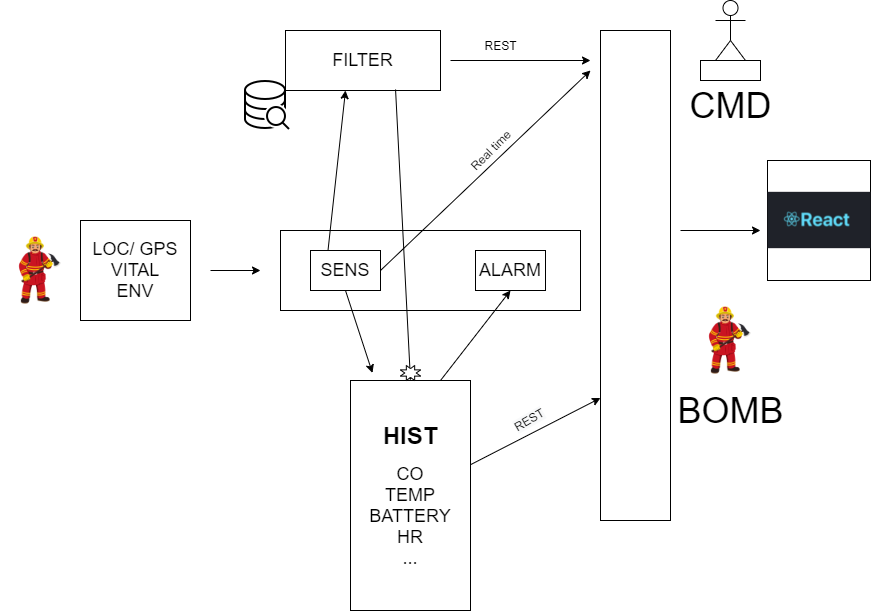 FILTER
REST
CMD
Real time
LOC/ GPS
VITAL
ENV
SENS
ALARM
React
HIST
CO
TEMP
BATTERY
HR
...
REST
BOMB